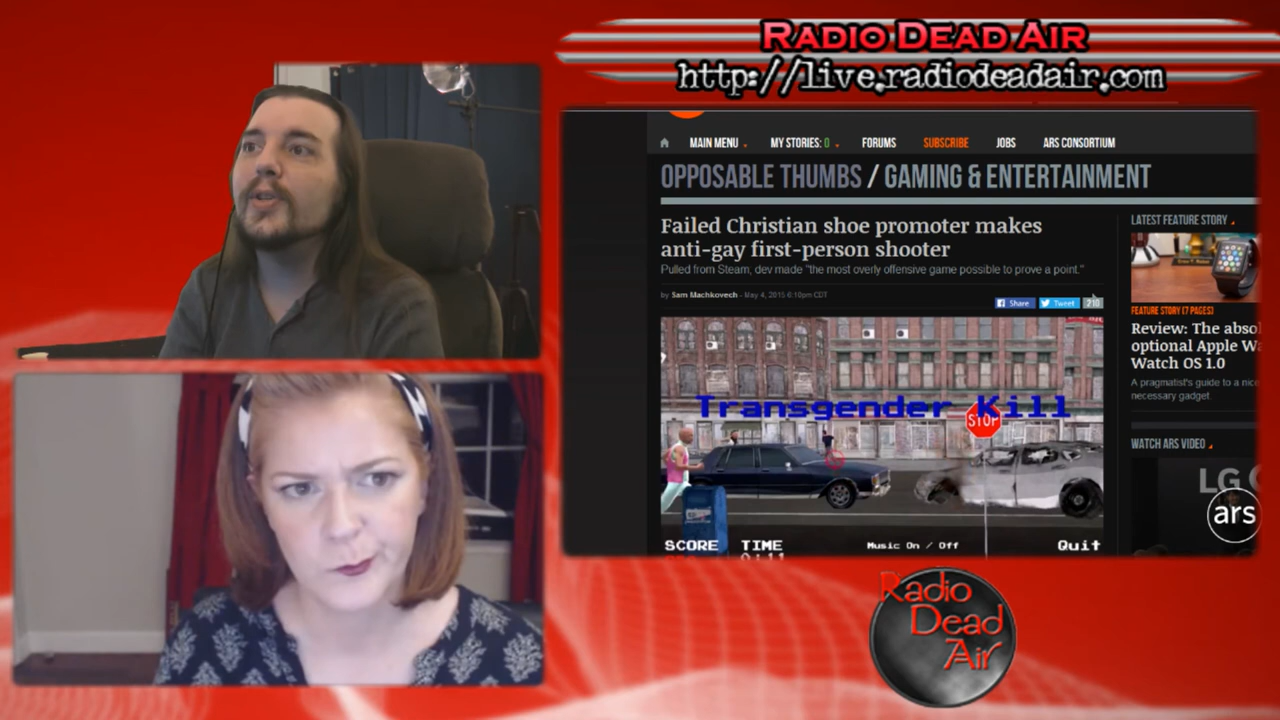 RADIO DEAD AIR
http://live.radiodeadair.com
MAIN MENU
MY STORIES: 0
FORUMS
SUBSCRIBE
JOBS
ARS CONSORTIUM
OPPOSABLE THUMBS / GAMING & ENTERTAINMENT
Failed Christian shoe promoter makes
anti-gay first-person shooter
Pulled from Steam, dev made "the most overly offensive game possible to prove a point."
by Sam Machkovech - May 4, 2015 6:10pm CDT
Share
Tweet
210
Transgender Kill
STOP
SCORE TIME
Music On / Off
Quit
LATEST FEATURE STORY
FEATURE STORY (7 PAGES)
Review: The absol
optional Apple Wa
Watch OS 1.0
A pragmatist's guide to a nice
necessary gadget.
WATCH ARS VIDEO
LG
ars
Radio
Dead
Air